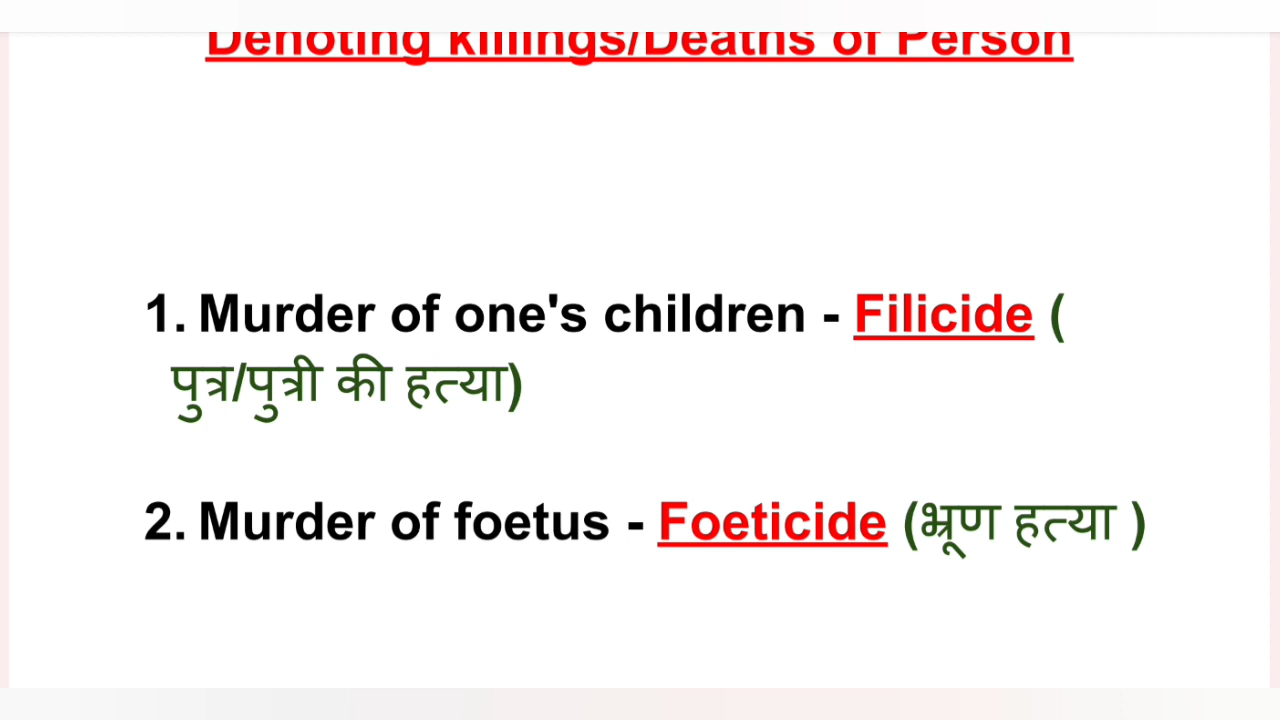 Denoting killings/Deaths of Person
1. Murder of one's children - Filicide (
पुत्र/पुत्री की हत्या)
2. Murder of foetus - Foeticide (भ्रूण हत्या )